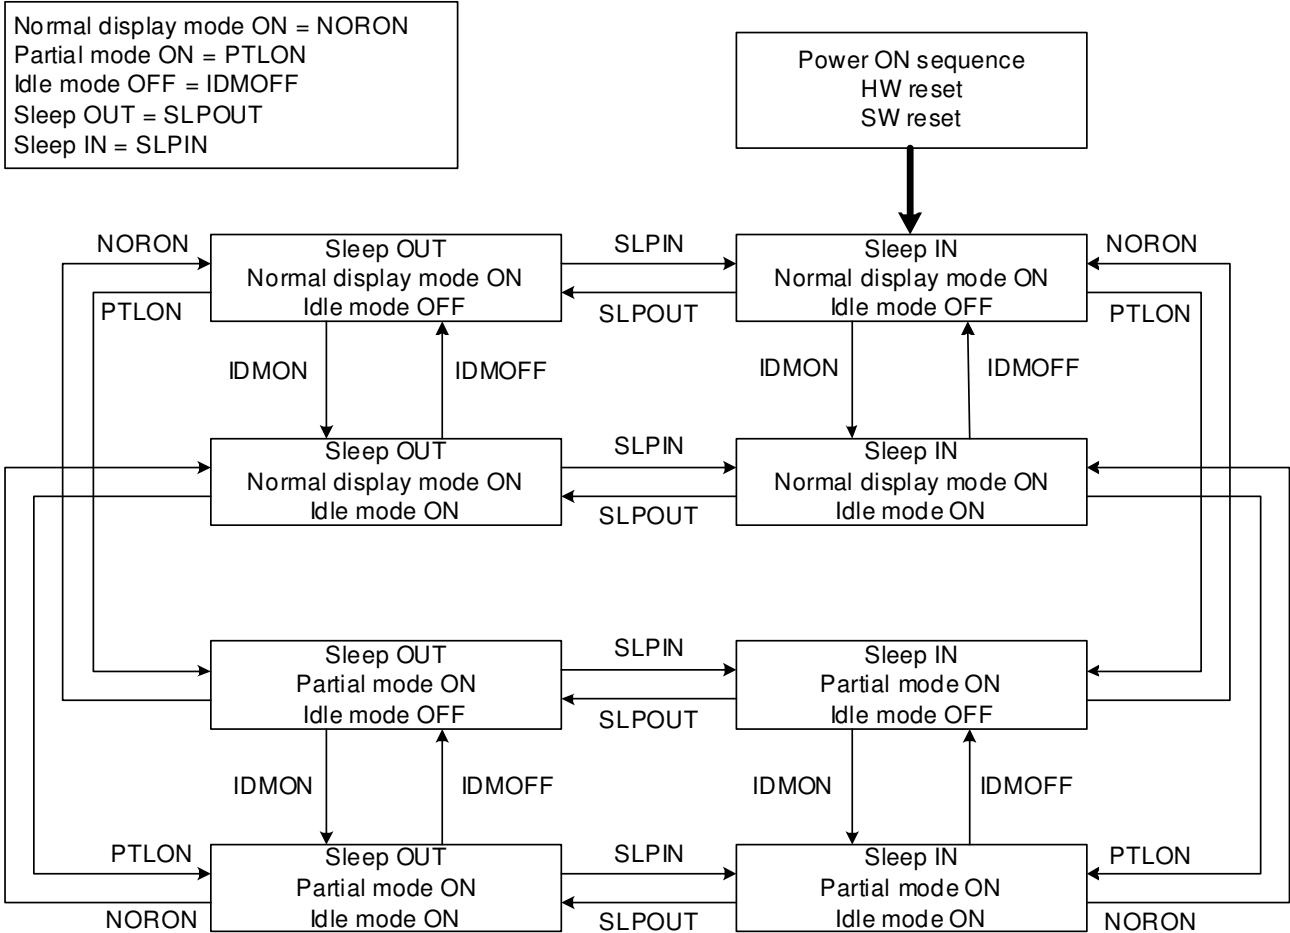 Normal display mode ON = NORON
Partial mode ON = PTLON
Idle mode OFF = IDMOFF
Sleep OUT = SLPOUT
Sleep IN = SLPIN
Power ON sequence
HW reset
SW reset
NORON
Sleep OUT
Normal display mode ON
Idle mode OFF
PTLON
SLPIN
SLPOUT
Sleep IN
Normal display mode ON
Idle mode OFF
NORON
PTLON
IDMON
IDMOFF
IDMON
IDMOFF
Sleep OUT
Normal display mode ON
Idle mode ON
SLPIN
SLPOUT
Sleep IN
Normal display mode ON
Idle mode ON
Sleep OUT
Partial mode ON
Idle mode OFF
SLPIN
SLPOUT
Sleep IN
Partial mode ON
Idle mode OFF
IDMON
IDMOFF
IDMON
IDMOFF
PTLON
NORON
Sleep OUT
Partial mode ON
Idle mode ON
SLPIN
SLPOUT
Sleep IN
Partial mode ON
Idle mode ON
PTLON
NORON